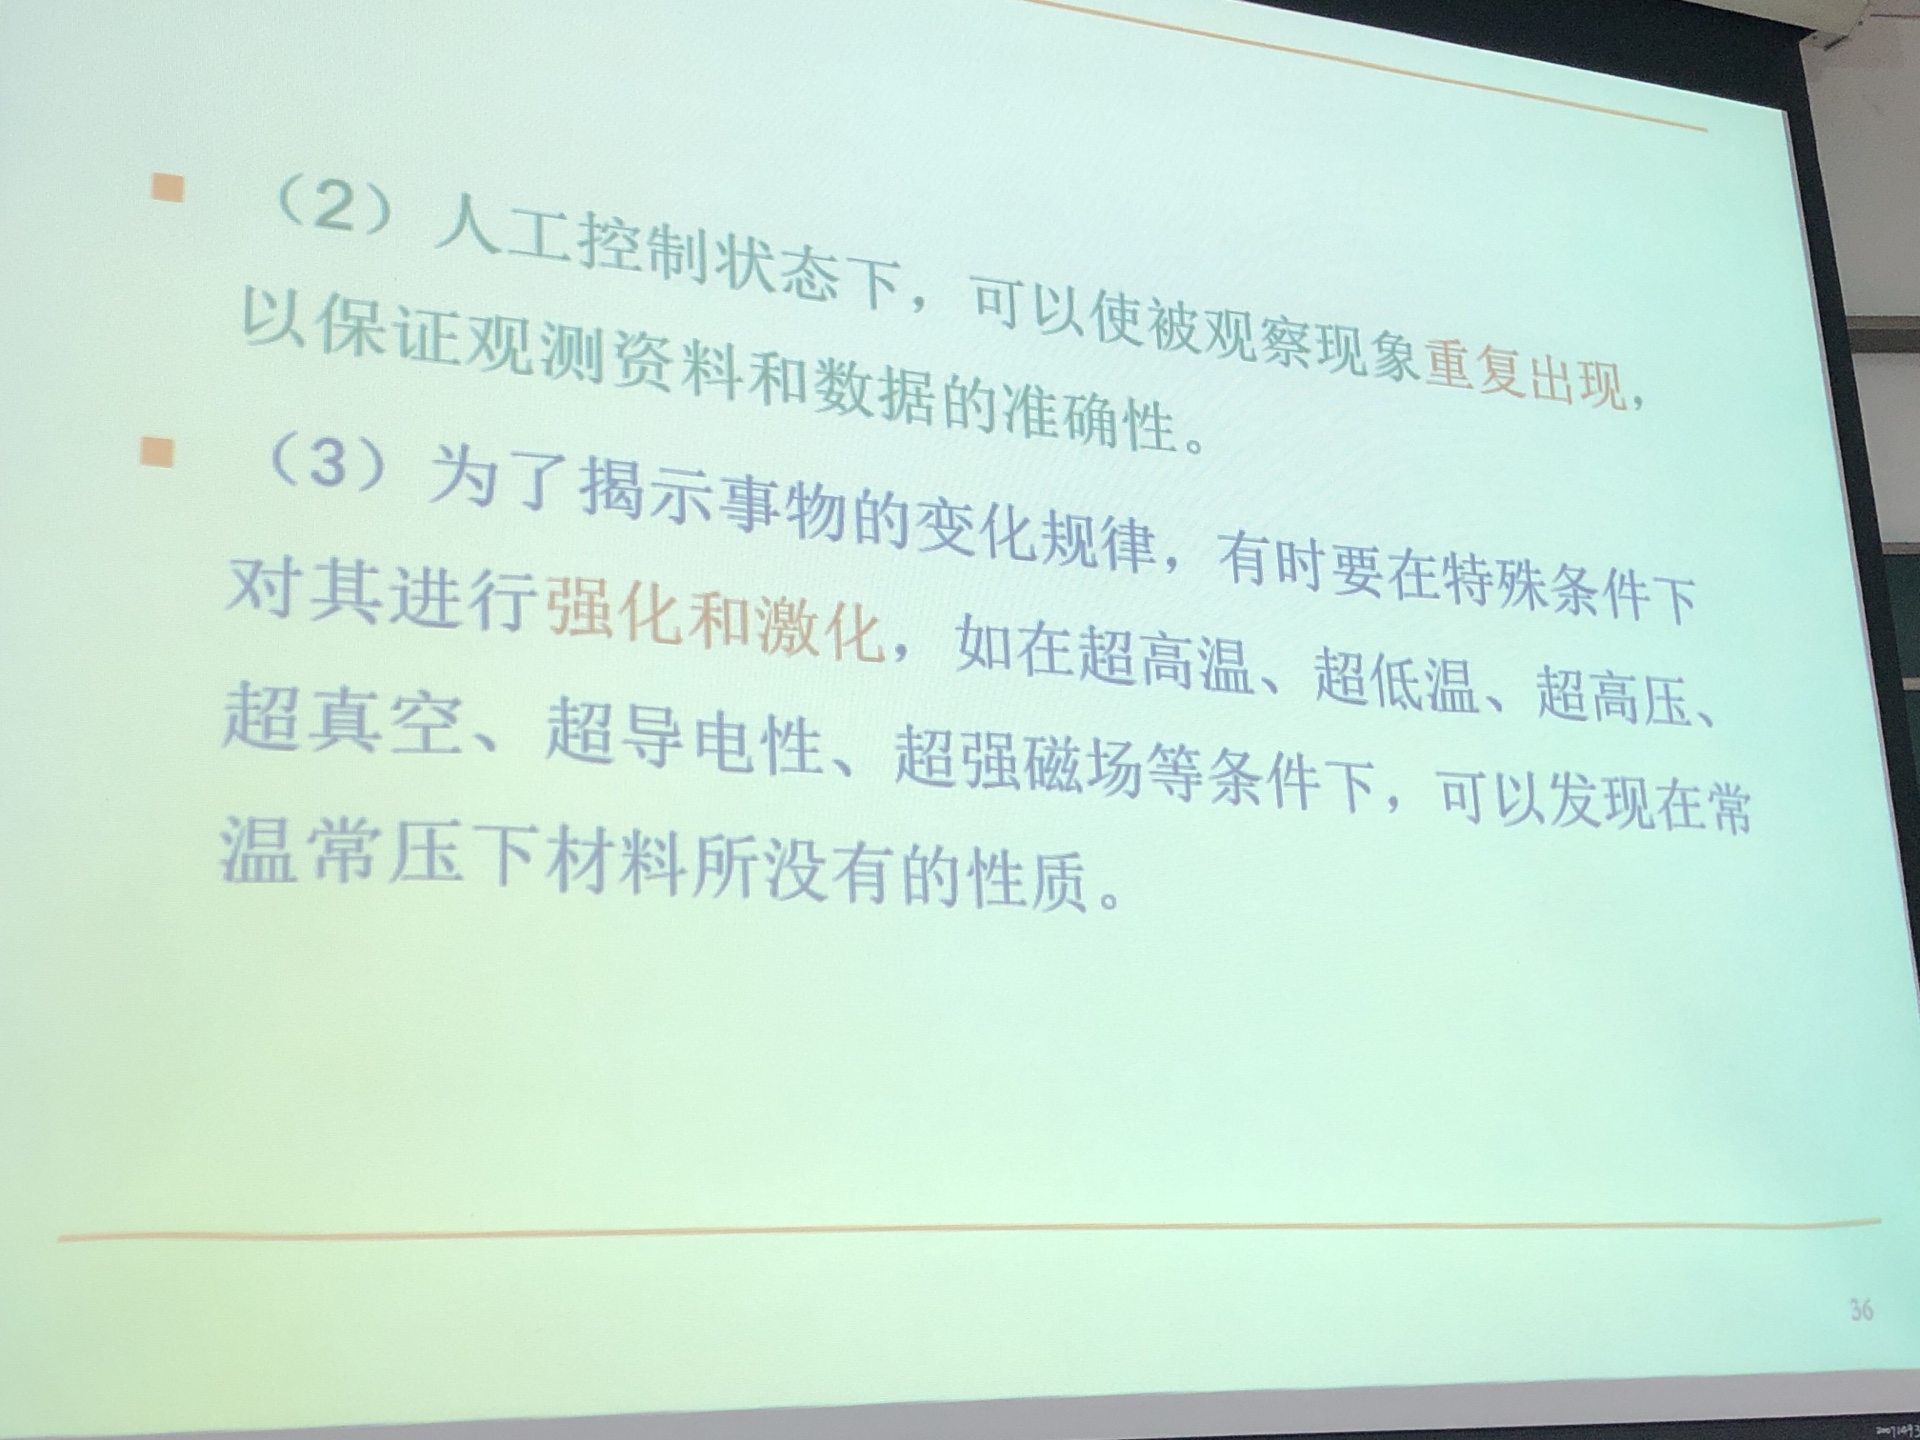 （2）人工控制状态下，可以使被观察现象重复出现，
以保证观测资料和数据的准确性。
（3）为了揭示事物的变化规律，有时要在特殊条件下
对其进行强化和激化，如在超高温、超低温、超高压、
超真空、超导电性、超强磁场等条件下，可以发现在常
温常压下材料所没有的性质。
36